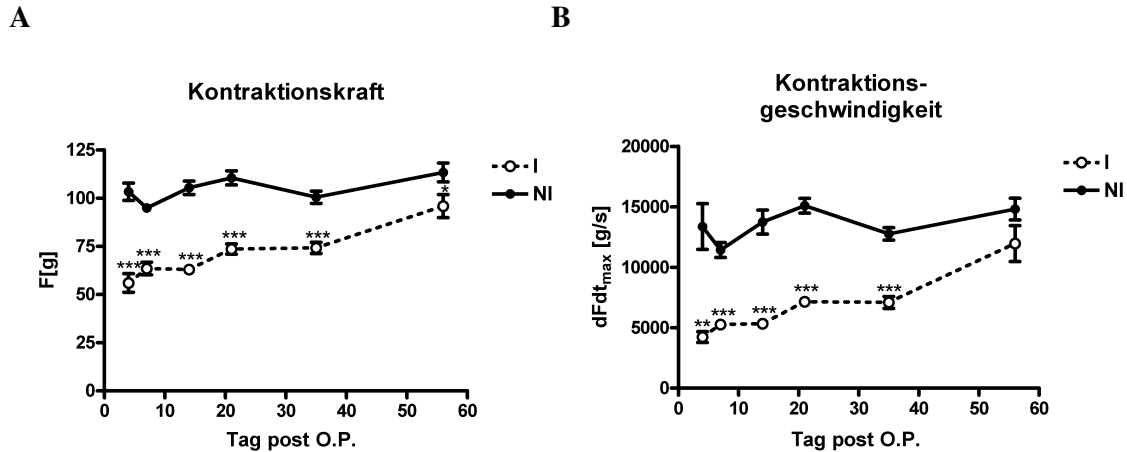 A
B
Kontraktionskraft
125
100
75
50
25
0
F[g]
***
***
***
***
***
*
0 10 20 30 40 50 60
Tag post O.P.
I
NI
Kontraktions-
geschwindigkeit
20000
15000
10000
5000
0
dFdtmax [g/s]
**
***
***
***
***
0 10 20 30 40 50 60
Tag post O.P.
I
NI